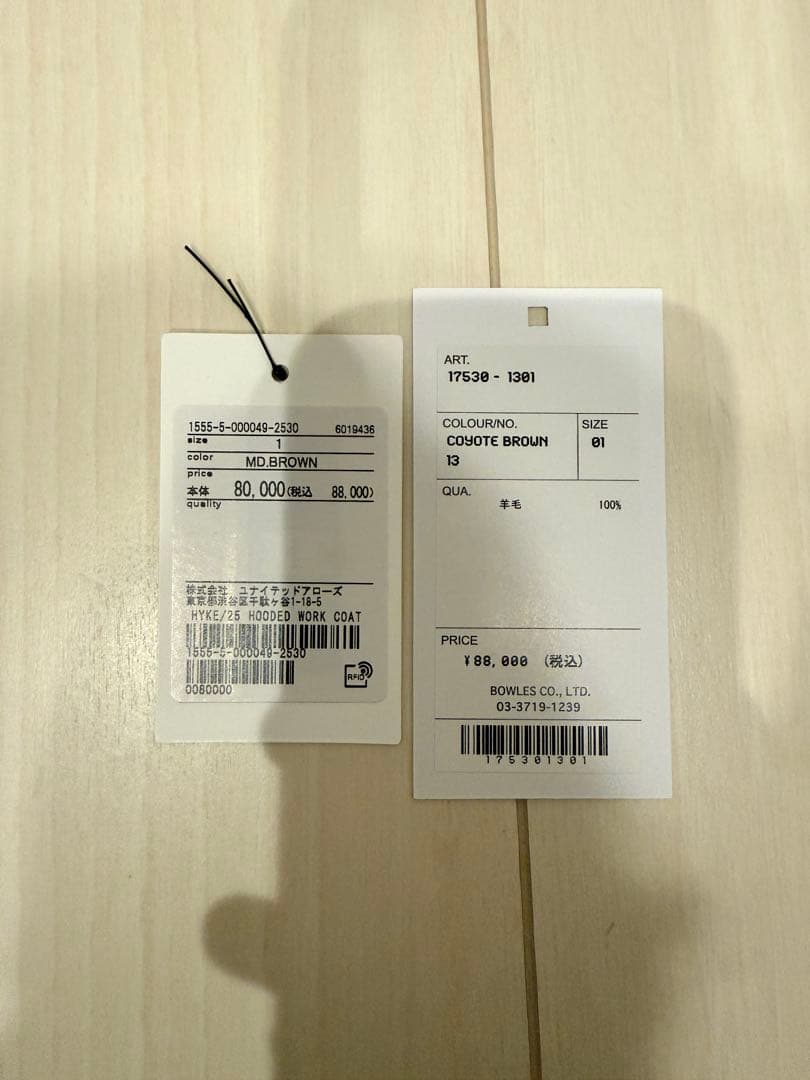 1555-5-000049-2530 6019436
size 1
color MD.BROWN
price
本体 80,000(税込 88,000)
quality
株式会社 ユナイテッドアローズ
東京都渋谷区千駄ヶ谷1-18-5
HYKE/25 HOODED WORK COAT
1555-5-000049-2530
0080000
RFID
ART.
17530 - 1301
COLOUR/NO. SIZE
COYOTE BROWN 01
13
QUA.
羊毛 100%
PRICE
¥88,000 (税込)
BOWLES CO., LTD.
03-3719-1239
175301301